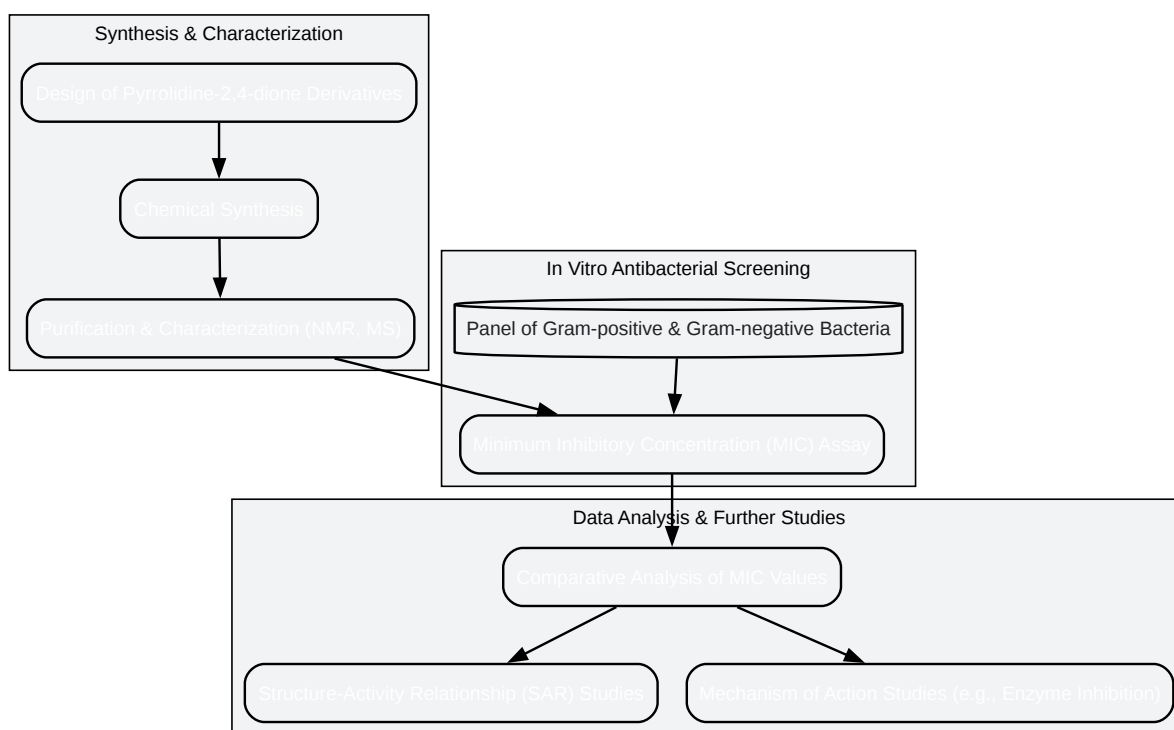 Synthesis & Characterization
Design of Pyrrolidine-2,4-dione Derivatives
Chemical Synthesis
Purification & Characterization (NMR, MS)
In Vitro Antibacterial Screening
Panel of Gram-positive & Gram-negative Bacteria
Minimum Inhibitory Concentration (MIC) Assay
Data Analysis & Further Studies
Comparative Analysis of MIC Values
Structure-Activity Relationship (SAR) Studies
Mechanism of Action Studies (e.g., Enzyme Inhibition)